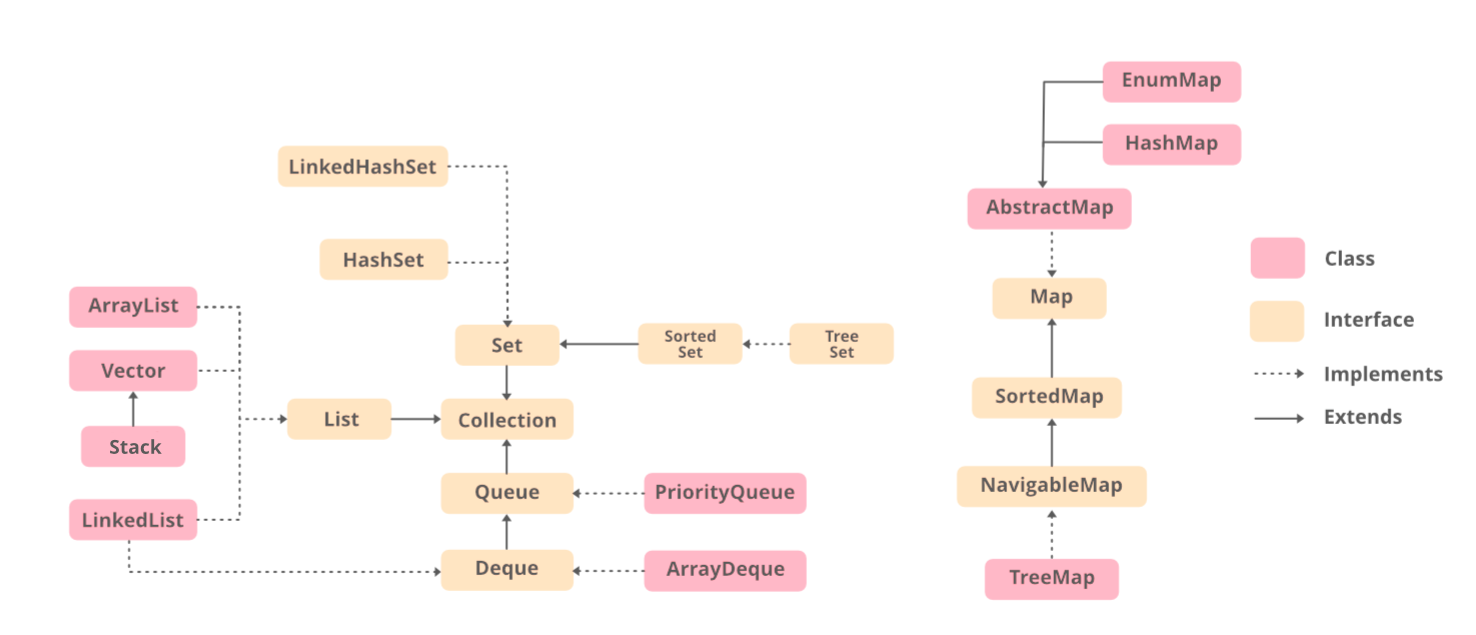 EnumMap
HashMap
LinkedHashSet
AbstractMap
HashSet
Class
ArrayList
Map
Interface
Set
Sorted
Set
Tree
Set
Vector
Implements
List
Collection
SortedMap
Extends
Stack
Queue
PriorityQueue
NavigableMap
LinkedList
Deque
ArrayDeque
TreeMap